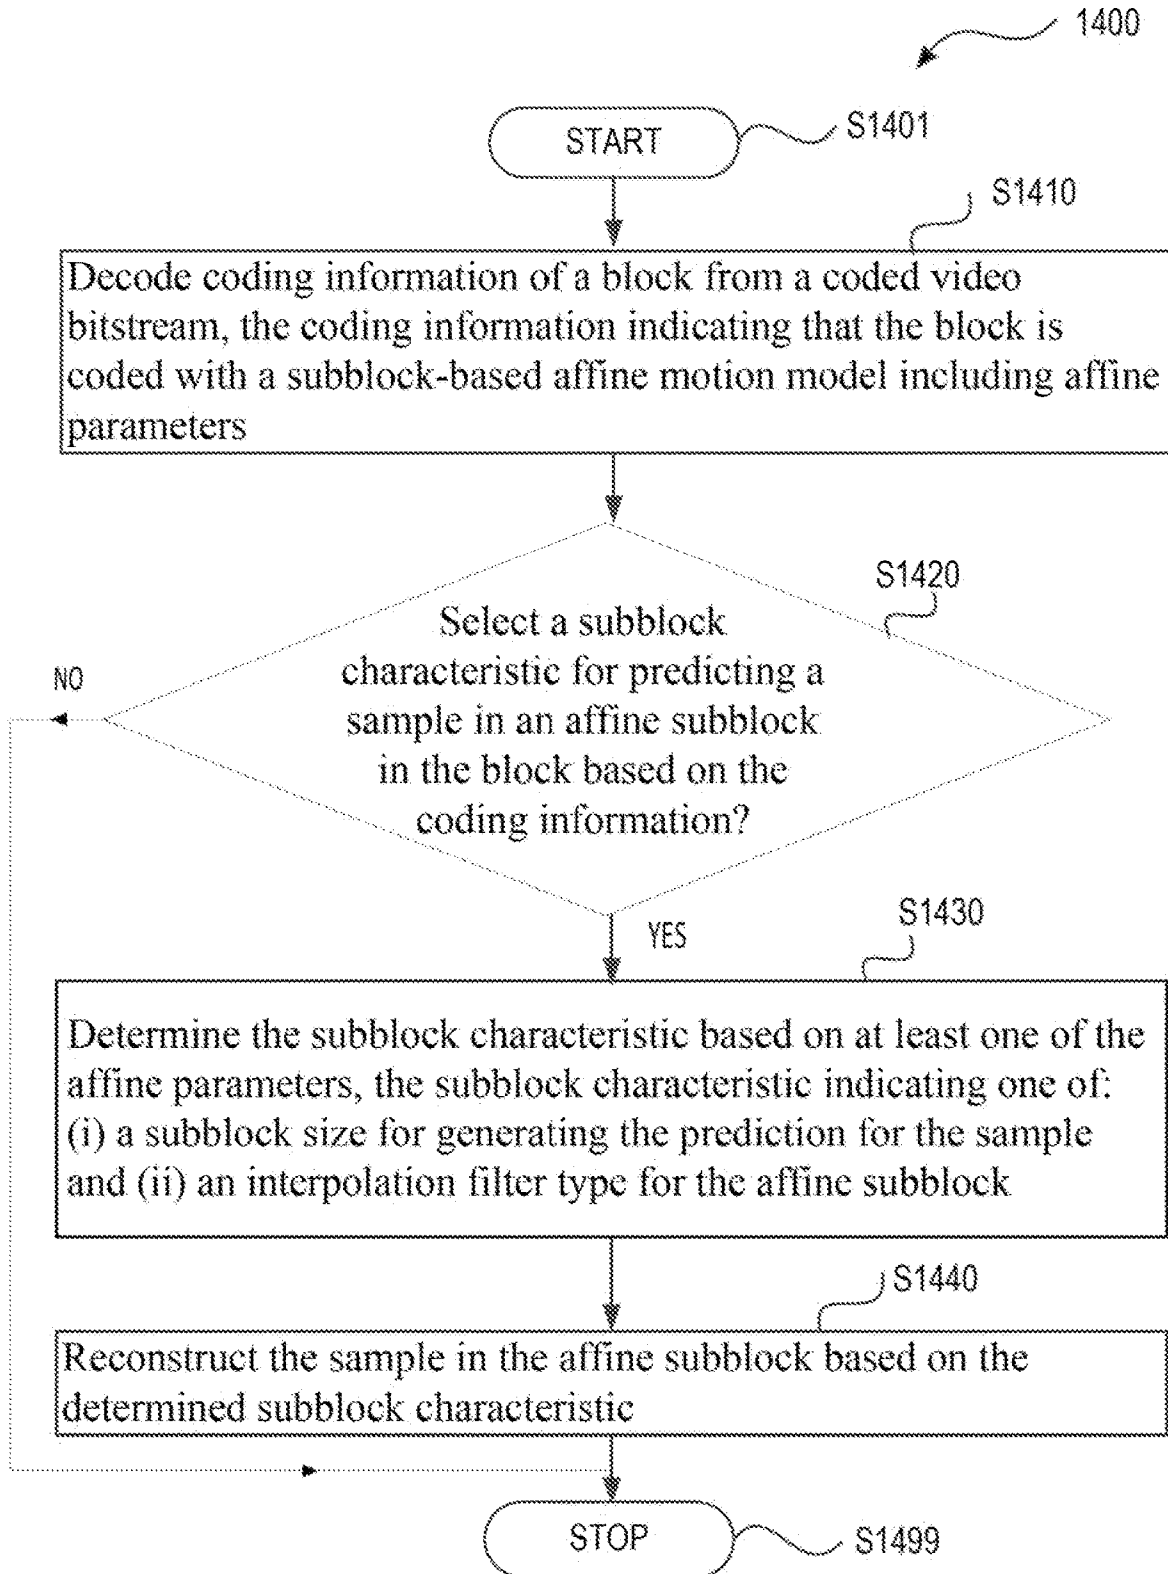 1400
START
S1401
S1410
Decode coding information of a block from a coded video
bitstream, the coding information indicating that the block is
coded with a subblock-based affine motion model including affine
parameters
S1420
Select a subblock
characteristic for predicting a
sample in an affine subblock
in the block based on the
coding information?
NO
YES
S1430
Determine the subblock characteristic based on at least one of the
affine parameters, the subblock characteristic indicating one of:
(i) a subblock size for generating the prediction for the sample
and (ii) an interpolation filter type for the affine subblock
S1440
Reconstruct the sample in the affine subblock based on the
determined subblock characteristic
STOP
S1499